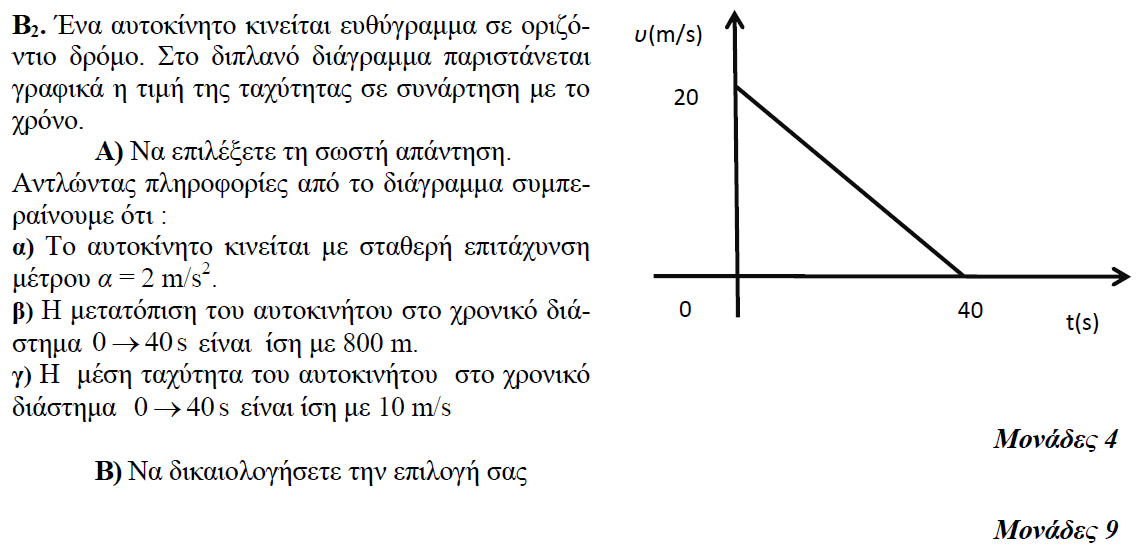 Β₂. Ένα αυτοκίνητο κινείται ευθύγραμμα σε οριζό-
ντιο δρόμο. Στο διπλανό διάγραμμα παριστάνεται
γραφικά η τιμή της ταχύτητας σε συνάρτηση με το
χρόνο.
Α) Να επιλέξετε τη σωστή απάντηση.
Αντλώντας πληροφορίες από το διάγραμμα συμπε-
ραίνουμε ότι :
α) Το αυτοκίνητο κινείται με σταθερή επιτάχυνση
μέτρου α = 2 m/s².
β) Η μετατόπιση του αυτοκινήτου στο χρονικό διά-
στημα 0 → 40 s είναι ίση με 800 m.
γ) Η μέση ταχύτητα του αυτοκινήτου στο χρονικό
διάστημα 0 → 40 s είναι ίση με 10 m/s
υ(m/s)
20
0
40
t(s)
Μονάδες 4
Β) Να δικαιολογήσετε την επιλογή σας
Μονάδες 9